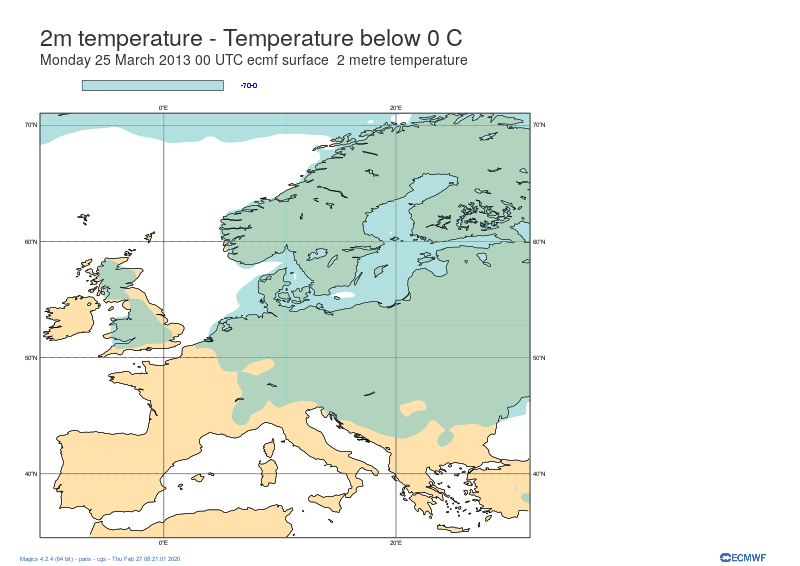 2m temperature - Temperature below 0 C
Monday 25 March 2013 00 UTC ecmf surface 2 metre temperature
-70-0
0°E 20°E
70°N 70°N
60°N 60°N
50°N 50°N
40°N 40°N
0°E 20°E
Magics 4.2.4 (64 bit) - paris - cgs - Thu Feb 27 08:21:01 2020
ECMWF